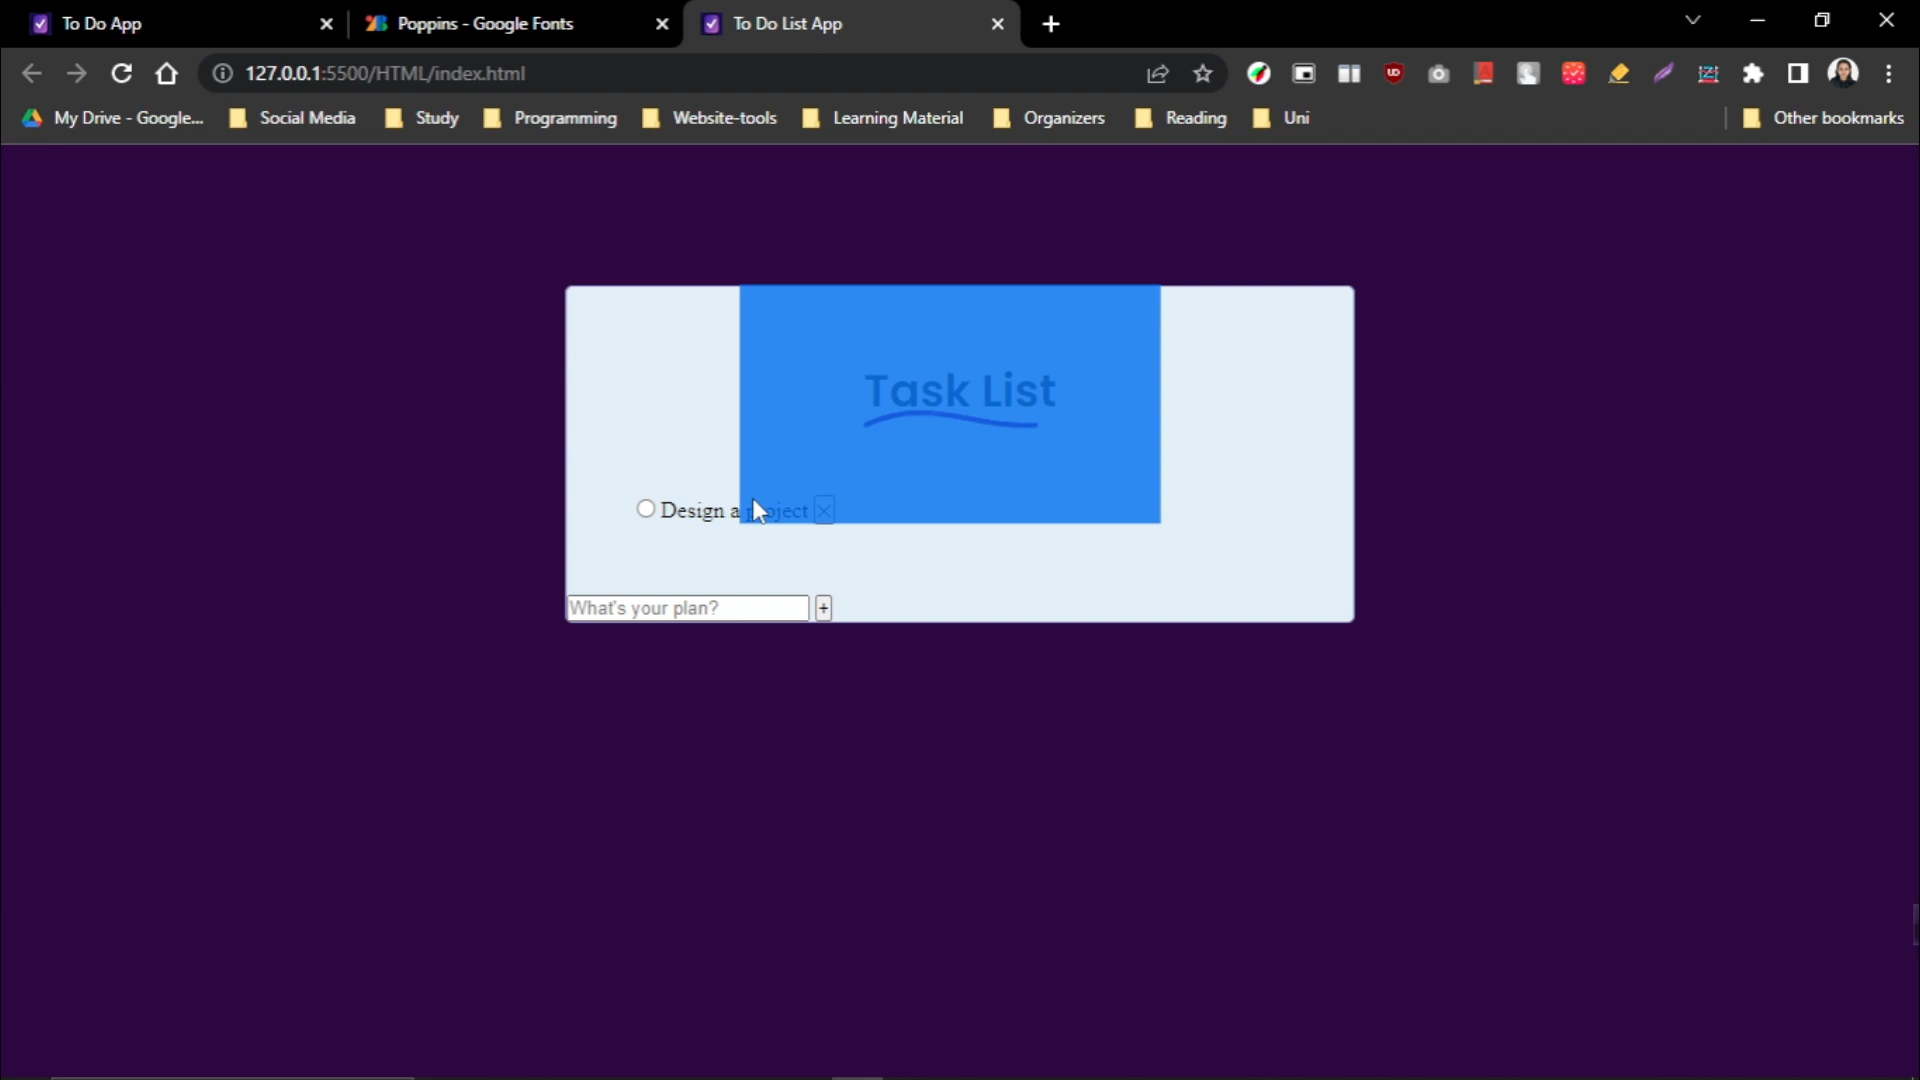 To Do App
Poppins - Google Fonts
To Do List App
127.0.0.1:5500/HTML/index.html
My Drive - Google...
Social Media
Study
Programming
Website-tools
Learning Material
Organizers
Reading
Uni
Other bookmarks
Task List
Design a project
What's your plan?
+